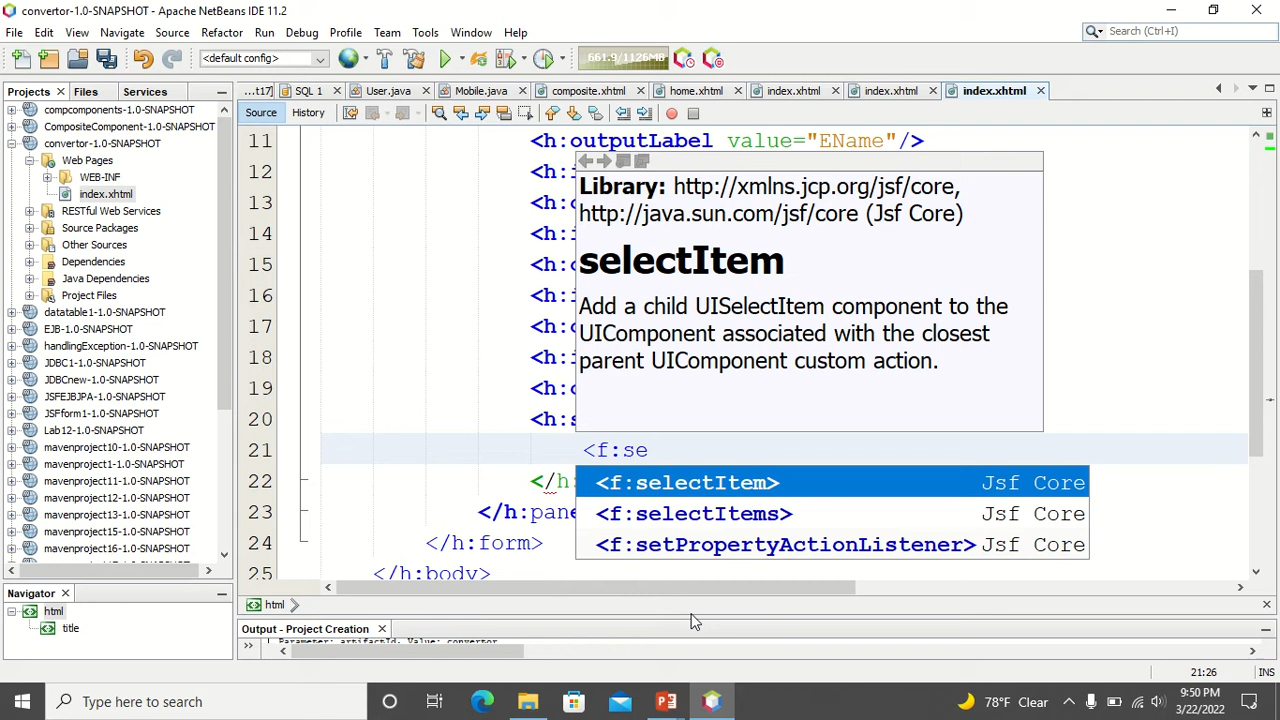 convertor-1.0-SNAPSHOT - Apache NetBeans IDE 11.2
File Edit View Navigate Source Refactor Run Debug Profile Team Tools Window Help
Search (Ctrl+I)
<default config>
661.9/1126MB
Projects Files Services
...t17] SQL 1 User.java Mobile.java composite.xhtml home.xhtml index.xhtml index.xhtml index.xhtml
Source History
compcomponents-1.0-SNAPSHOT
CompositeComponent-1.0-SNAPSHOT
convertor-1.0-SNAPSHOT
Web Pages
WEB-INF
index.xhtml
RESTful Web Services
Source Packages
Other Sources
Dependencies
Java Dependencies
Project Files
datatable1-1.0-SNAPSHOT
EJB-1.0-SNAPSHOT
handlingException-1.0-SNAPSHOT
JDBC1-1.0-SNAPSHOT
JDBCnew-1.0-SNAPSHOT
JSFEJBJPA-1.0-SNAPSHOT
JSFform1-1.0-SNAPSHOT
Lab12-1.0-SNAPSHOT
mavenproject10-1.0-SNAPSHOT
mavenproject1-1.0-SNAPSHOT
mavenproject12-1.0-SNAPSHOT
mavenproject13-1.0-SNAPSHOT
mavenproject15-1.0-SNAPSHOT
mavenproject16-1.0-SNAPSHOT
11 <h:outputLabel value="EName"/>
12 <h:i
13 <h:
14 <h:i
15 <h:
16 <h:i
17 <h:
18 <h:i
19 <h:
20 <h:s
21 <f:se
22 </h:
23 </h:pane
24 </h:form>
25 </h:body>
Library: http://xmlns.jcp.org/jsf/core,
http://java.sun.com/jsf/core (Jsf Core)
selectItem
Add a child UISelectItem component to the
UIComponent associated with the closest
parent UIComponent custom action.
<f:selectItem> Jsf Core
<f:selectItems> Jsf Core
<f:setPropertyActionListener> Jsf Core
Navigator
html
title
html
Output - Project Creation
Parameter: artifactId, Value: convertor
21:26 INS
Type here to search
78°F Clear
9:50 PM
3/22/2022